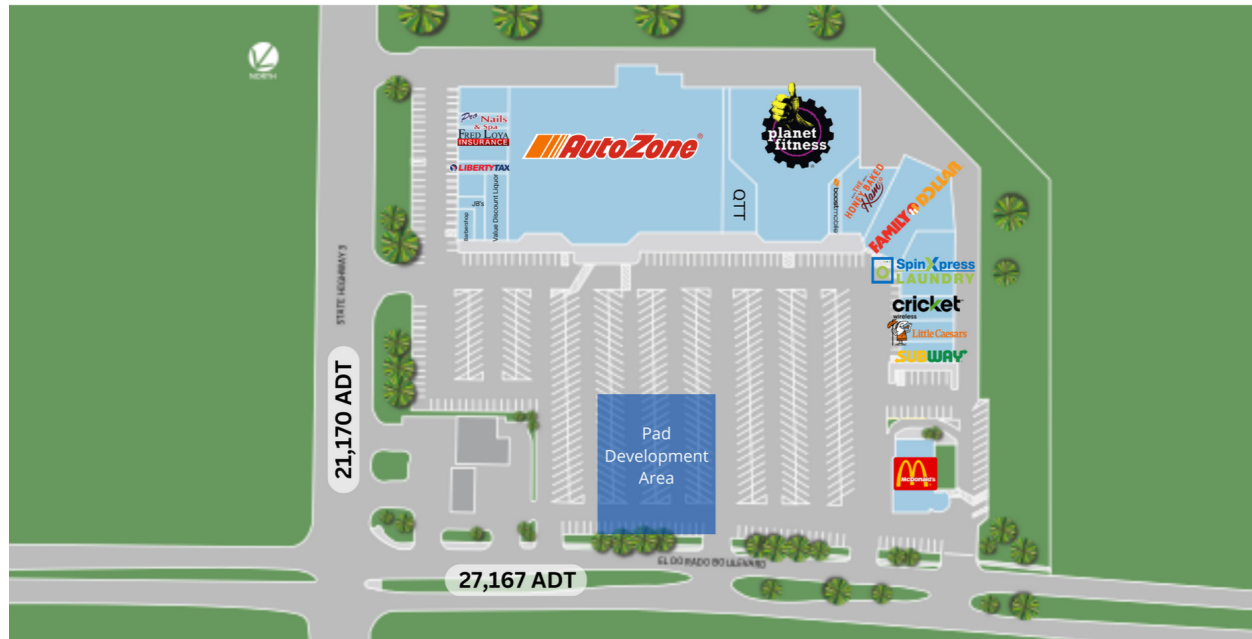 NORTH
Pro Nails
& Spa
FRED LOYA
INSURANCE
LIBERTY TAX
JB's
Barbershop
Value Discount Liquor
AutoZone
QTT
planet
fitness
boost mobile
THE
HONEY BAKED
Ham
FAMILY DOLLAR
SpinXpress
LAUNDRY
cricket
wireless
Little Caesars
SUBWAY
McDonald's
Pad
Development
Area
STATE HIGHWAY 3
21,170 ADT
EL DORADO BOULEVARD
27,167 ADT